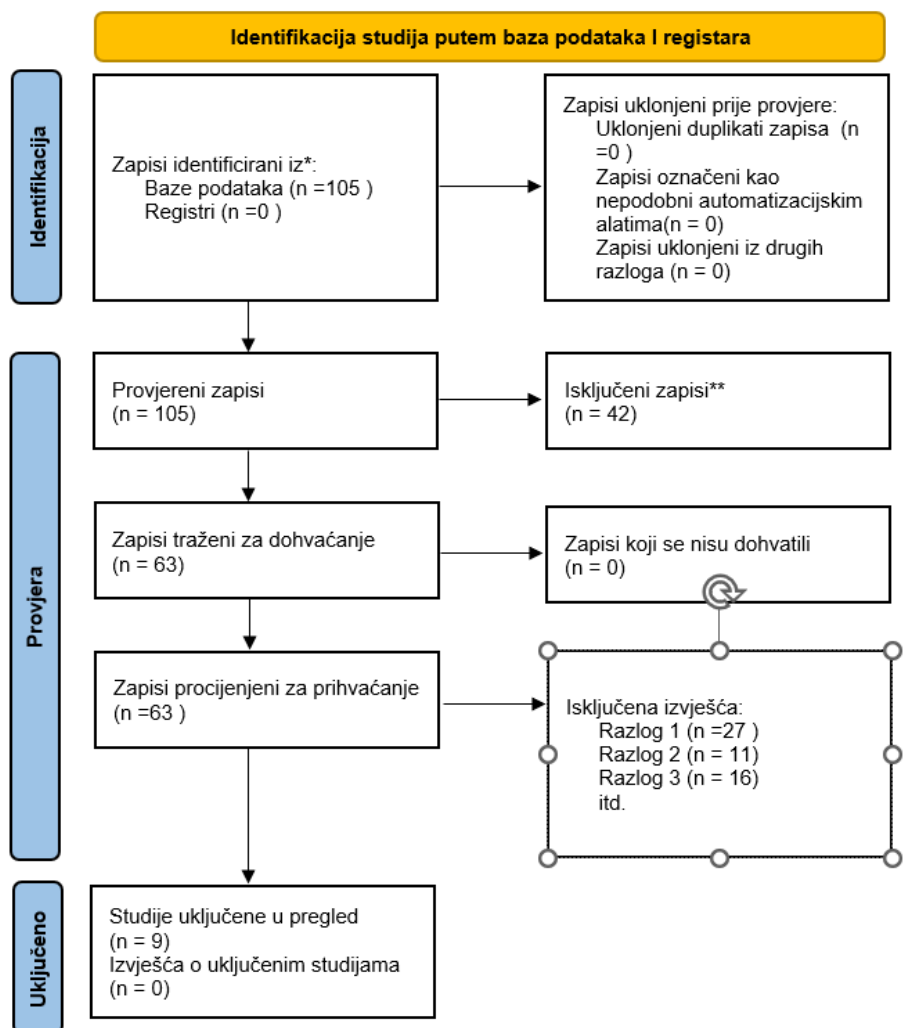 Identifikacija studija putem baza podataka I registara
Identifikacija
Zapisi identificirani iz*:
Baze podataka (n =105 )
Registri (n =0 )
Zapisi uklonjeni prije provjere:
Uklonjeni duplikati zapisa  (n
=0 )
Zapisi označeni kao
nepodobni automatizacijskim
alatima(n = 0)
Zapisi uklonjeni iz drugih
razloga (n = 0)
Provjera
Provjereni zapisi
(n = 105)
Isključeni zapisi**
(n = 42)
Zapisi traženi za dohvaćanje
(n = 63)
Zapisi koji se nisu dohvatili
(n = 0)
Zapisi procijenjeni za prihvaćanje
(n =63 )
Isključena izvješća:
Razlog 1 (n =27 )
Razlog 2 (n = 11)
Razlog 3 (n = 16)
itd.
Uključeno
Studije uključene u pregled
(n = 9)
Izvješća o uključenim studijama
(n = 0)